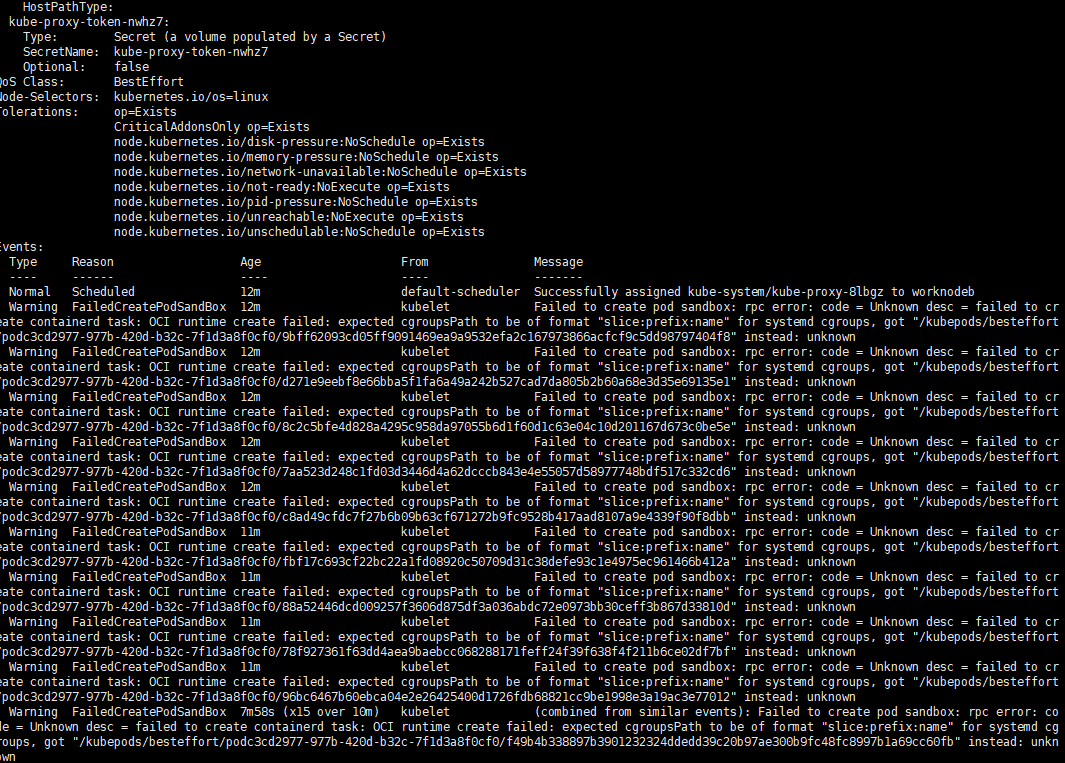 HostPathType:
kube-proxy-token-nwhz7:
Type:        Secret (a volume populated by a Secret)
SecretName:  kube-proxy-token-nwhz7
Optional:    false
QoS Class:       BestEffort
Node-Selectors:  kubernetes.io/os=linux
Tolerations:     op=Exists
CriticalAddonsOnly op=Exists
node.kubernetes.io/disk-pressure:NoSchedule op=Exists
node.kubernetes.io/memory-pressure:NoSchedule op=Exists
node.kubernetes.io/network-unavailable:NoSchedule op=Exists
node.kubernetes.io/not-ready:NoExecute op=Exists
node.kubernetes.io/pid-pressure:NoSchedule op=Exists
node.kubernetes.io/unreachable:NoExecute op=Exists
node.kubernetes.io/unschedulable:NoSchedule op=Exists
Events:
Type     Reason                  Age                    From               Message
----     ------                  ----                   ----               -------
Normal   Scheduled               12m                    default-scheduler  Successfully assigned kube-system/kube-proxy-8lbgz to worknodeb
Warning  FailedCreatePodSandBox  12m                    kubelet            Failed to create pod sandbox: rpc error: code = Unknown desc = failed to cr
eate containerd task: OCI runtime create failed: expected cgroupsPath to be of format "slice:prefix:name" for systemd cgroups, got "/kubepods/besteffort
/podc3cd2977-977b-420d-b32c-7f1d3a8f0cf0/9bff62093cd05ff9091469ea9a9532efa2c167973866acfcf9c5dd98797404f8" instead: unknown
Warning  FailedCreatePodSandBox  12m                    kubelet            Failed to create pod sandbox: rpc error: code = Unknown desc = failed to cr
eate containerd task: OCI runtime create failed: expected cgroupsPath to be of format "slice:prefix:name" for systemd cgroups, got "/kubepods/besteffort
/podc3cd2977-977b-420d-b32c-7f1d3a8f0cf0/d271e9eebf8e66bba5f1fa6a49a242b527cad7da805b2b60a68e3d35e69135e1" instead: unknown
Warning  FailedCreatePodSandBox  12m                    kubelet            Failed to create pod sandbox: rpc error: code = Unknown desc = failed to cr
eate containerd task: OCI runtime create failed: expected cgroupsPath to be of format "slice:prefix:name" for systemd cgroups, got "/kubepods/besteffort
/podc3cd2977-977b-420d-b32c-7f1d3a8f0cf0/8c2c5bfe4d828a4295c958da97055b6d1f60d1c63e04c10d201167d673c0be5e" instead: unknown
Warning  FailedCreatePodSandBox  12m                    kubelet            Failed to create pod sandbox: rpc error: code = Unknown desc = failed to cr
eate containerd task: OCI runtime create failed: expected cgroupsPath to be of format "slice:prefix:name" for systemd cgroups, got "/kubepods/besteffort
/podc3cd2977-977b-420d-b32c-7f1d3a8f0cf0/7aa523d248c1fd03d3446d4a62dcccb843e4e55057d58977748bdf517c332cd6" instead: unknown
Warning  FailedCreatePodSandBox  12m                    kubelet            Failed to create pod sandbox: rpc error: code = Unknown desc = failed to cr
eate containerd task: OCI runtime create failed: expected cgroupsPath to be of format "slice:prefix:name" for systemd cgroups, got "/kubepods/besteffort
/podc3cd2977-977b-420d-b32c-7f1d3a8f0cf0/c8ad49cfdc7f27b6b09b63cf671272b9fc9528b417aad8107a9e4339f90f8dbb" instead: unknown
Warning  FailedCreatePodSandBox  11m                    kubelet            Failed to create pod sandbox: rpc error: code = Unknown desc = failed to cr
eate containerd task: OCI runtime create failed: expected cgroupsPath to be of format "slice:prefix:name" for systemd cgroups, got "/kubepods/besteffort
/podc3cd2977-977b-420d-b32c-7f1d3a8f0cf0/fbf17c693cf22bc22a1fd08920c50709d31c38defe93c1e4975ec961466b412a" instead: unknown
Warning  FailedCreatePodSandBox  11m                    kubelet            Failed to create pod sandbox: rpc error: code = Unknown desc = failed to cr
eate containerd task: OCI runtime create failed: expected cgroupsPath to be of format "slice:prefix:name" for systemd cgroups, got "/kubepods/besteffort
/podc3cd2977-977b-420d-b32c-7f1d3a8f0cf0/88a52446dcd009257f3606d875df3a036abdc72e0973bb30ceff3b867d33810d" instead: unknown
Warning  FailedCreatePodSandBox  11m                    kubelet            Failed to create pod sandbox: rpc error: code = Unknown desc = failed to cr
eate containerd task: OCI runtime create failed: expected cgroupsPath to be of format "slice:prefix:name" for systemd cgroups, got "/kubepods/besteffort
/podc3cd2977-977b-420d-b32c-7f1d3a8f0cf0/78f927361f63dd4aea9baebcc068288171feff24f39f638f4f211b6ce02df7bf" instead: unknown
Warning  FailedCreatePodSandBox  11m                    kubelet            Failed to create pod sandbox: rpc error: code = Unknown desc = failed to cr
eate containerd task: OCI runtime create failed: expected cgroupsPath to be of format "slice:prefix:name" for systemd cgroups, got "/kubepods/besteffort
/podc3cd2977-977b-420d-b32c-7f1d3a8f0cf0/96bc6467b60ebca04e2e26425400d1726fdb68821cc9be1998e3a19ac3e77012" instead: unknown
Warning  FailedCreatePodSandBox  7m58s (x15 over 10m)   kubelet            (combined from similar events): Failed to create pod sandbox: rpc error: co
de = Unknown desc = failed to create containerd task: OCI runtime create failed: expected cgroupsPath to be of format "slice:prefix:name" for systemd cg
roups, got "/kubepods/besteffort/podc3cd2977-977b-420d-b32c-7f1d3a8f0cf0/f49b4b338897b3901232324ddedd39c20b97ae300b9fc48fc8997b1a69cc60fb" instead: unkn
own